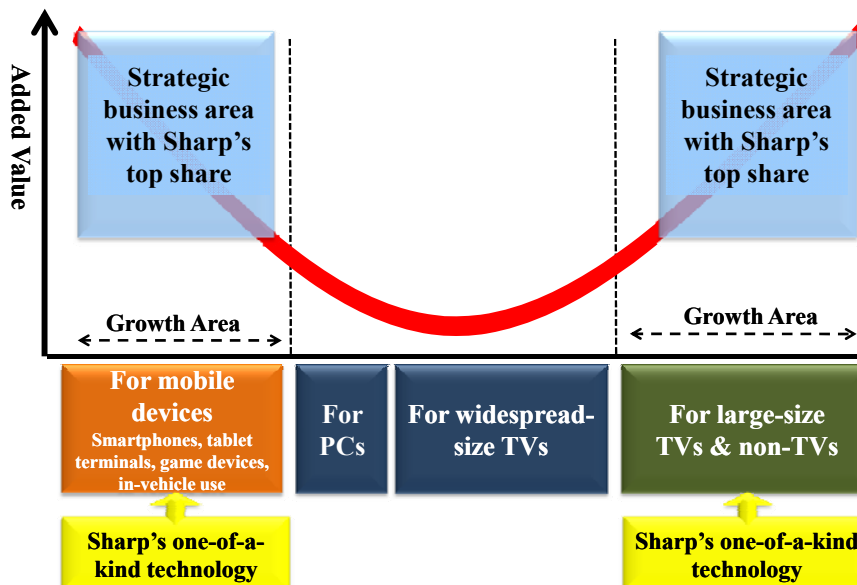 Added Value
Strategic
business area
with Sharp's
top share
Strategic
business area
with Sharp's
top share
Growth Area
Growth Area
For mobile
devices
Smartphones, tablet
terminals, game devices,
in-vehicle use
For
PCs
For widespread-
size TVs
For large-size
TVs & non-TVs
Sharp's one-of-a-
kind technology
Sharp's one-of-a-kind
technology